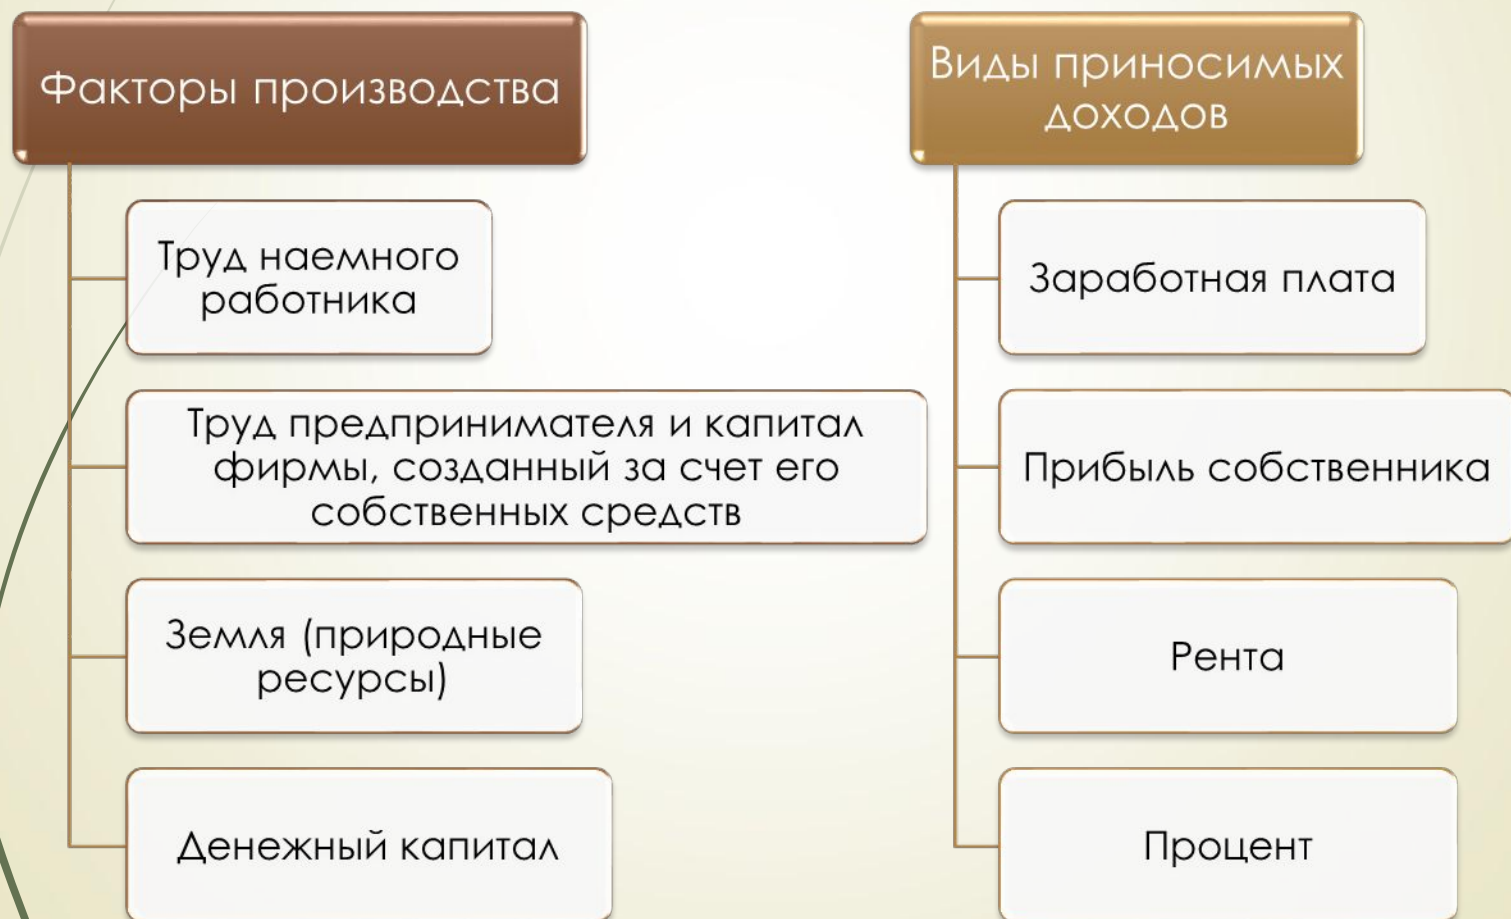 Факторы производства
Труд наемного
работника
Труд предпринимателя и капитал
фирмы, созданный за счет его
собственных средств
Земля (природные
ресурсы)
Денежный капитал
Виды приносимых
доходов
Заработная плата
Прибыль собственника
Рента
Процент